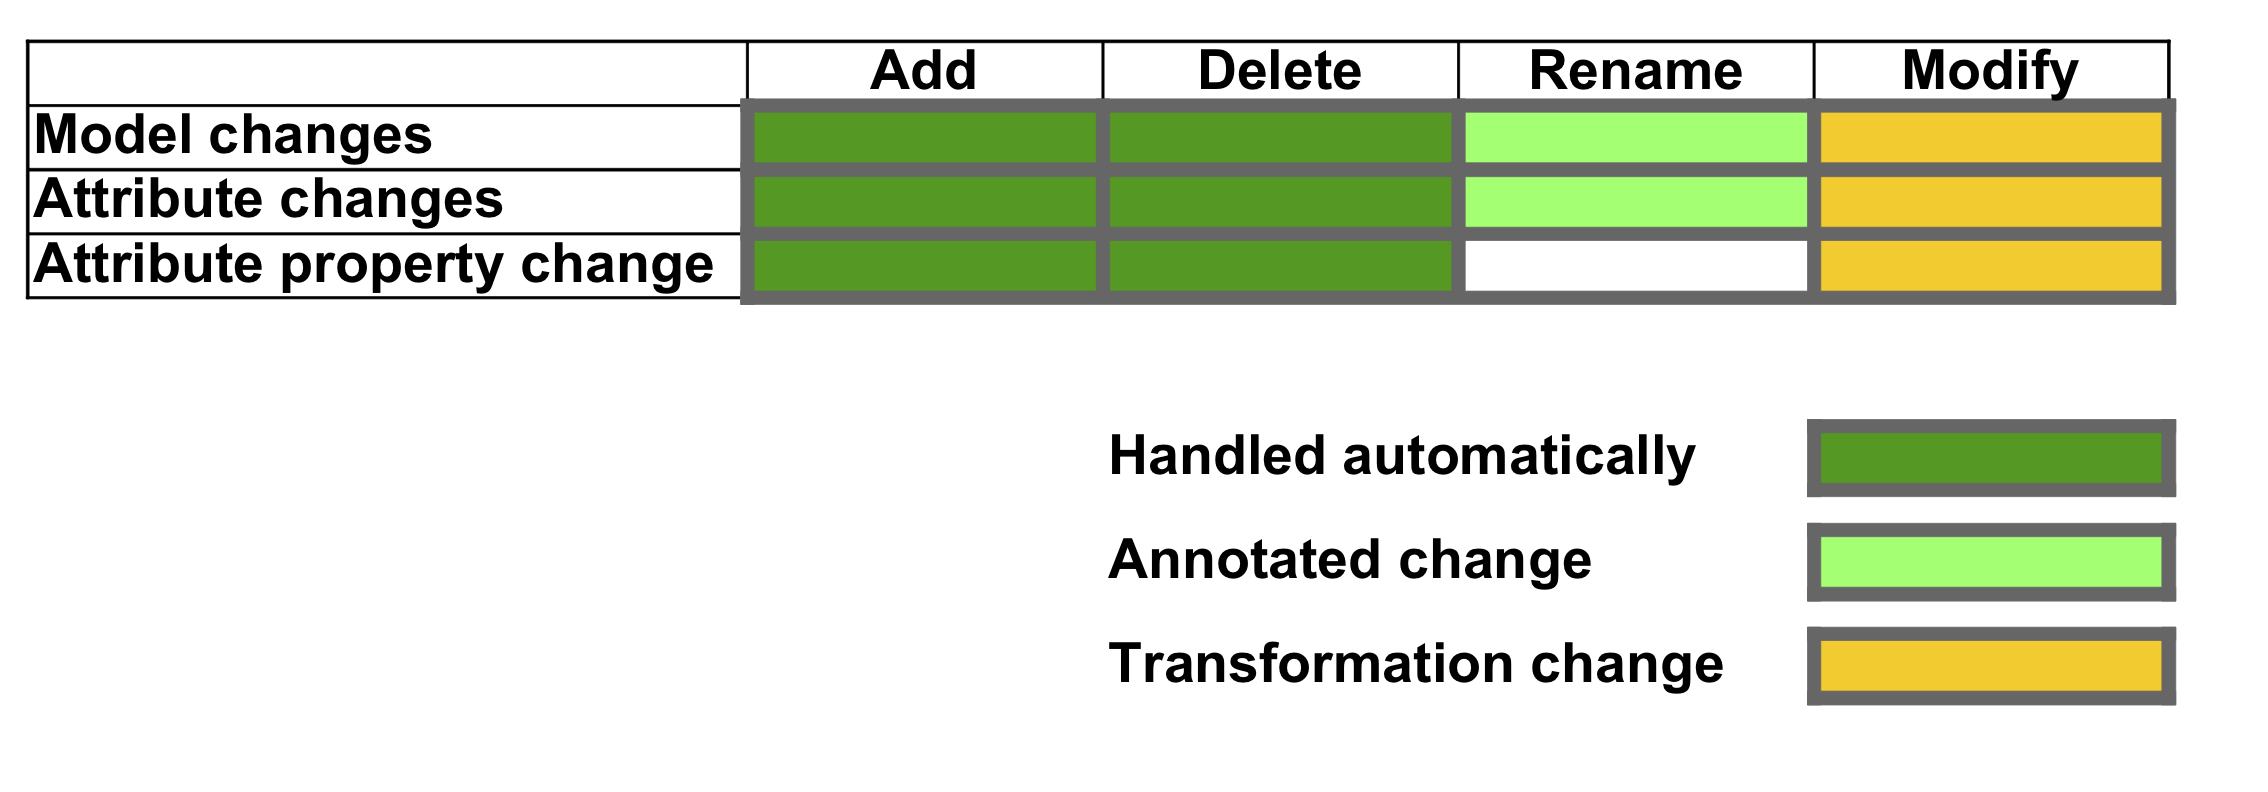 Add Delete Rename Modify
Model changes
Attribute changes
Attribute property change
Handled automatically
Annotated change
Transformation change